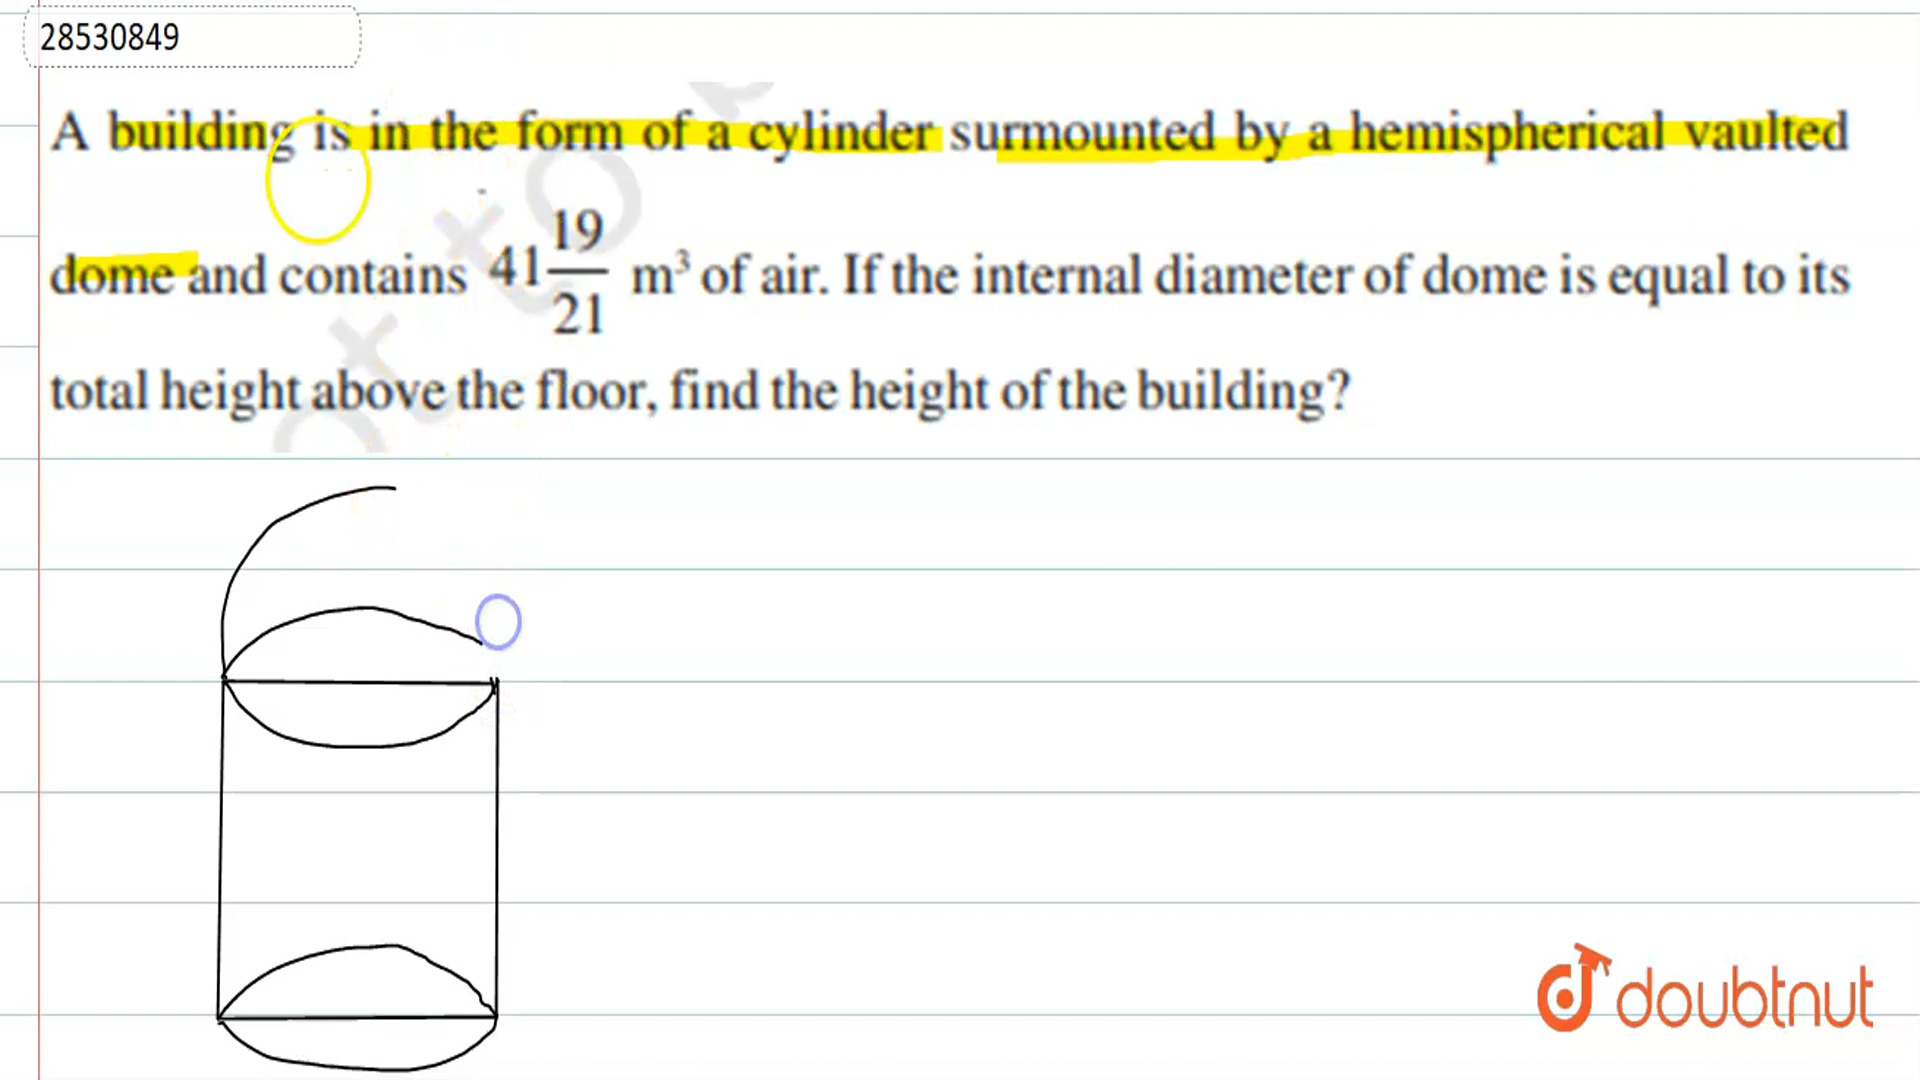 28530849
A building is in the form of a cylinder surmounted by a hemispherical vaulted
dome and contains 41 19/21 m³ of air. If the internal diameter of dome is equal to its
total height above the floor, find the height of the building?
doubtnut